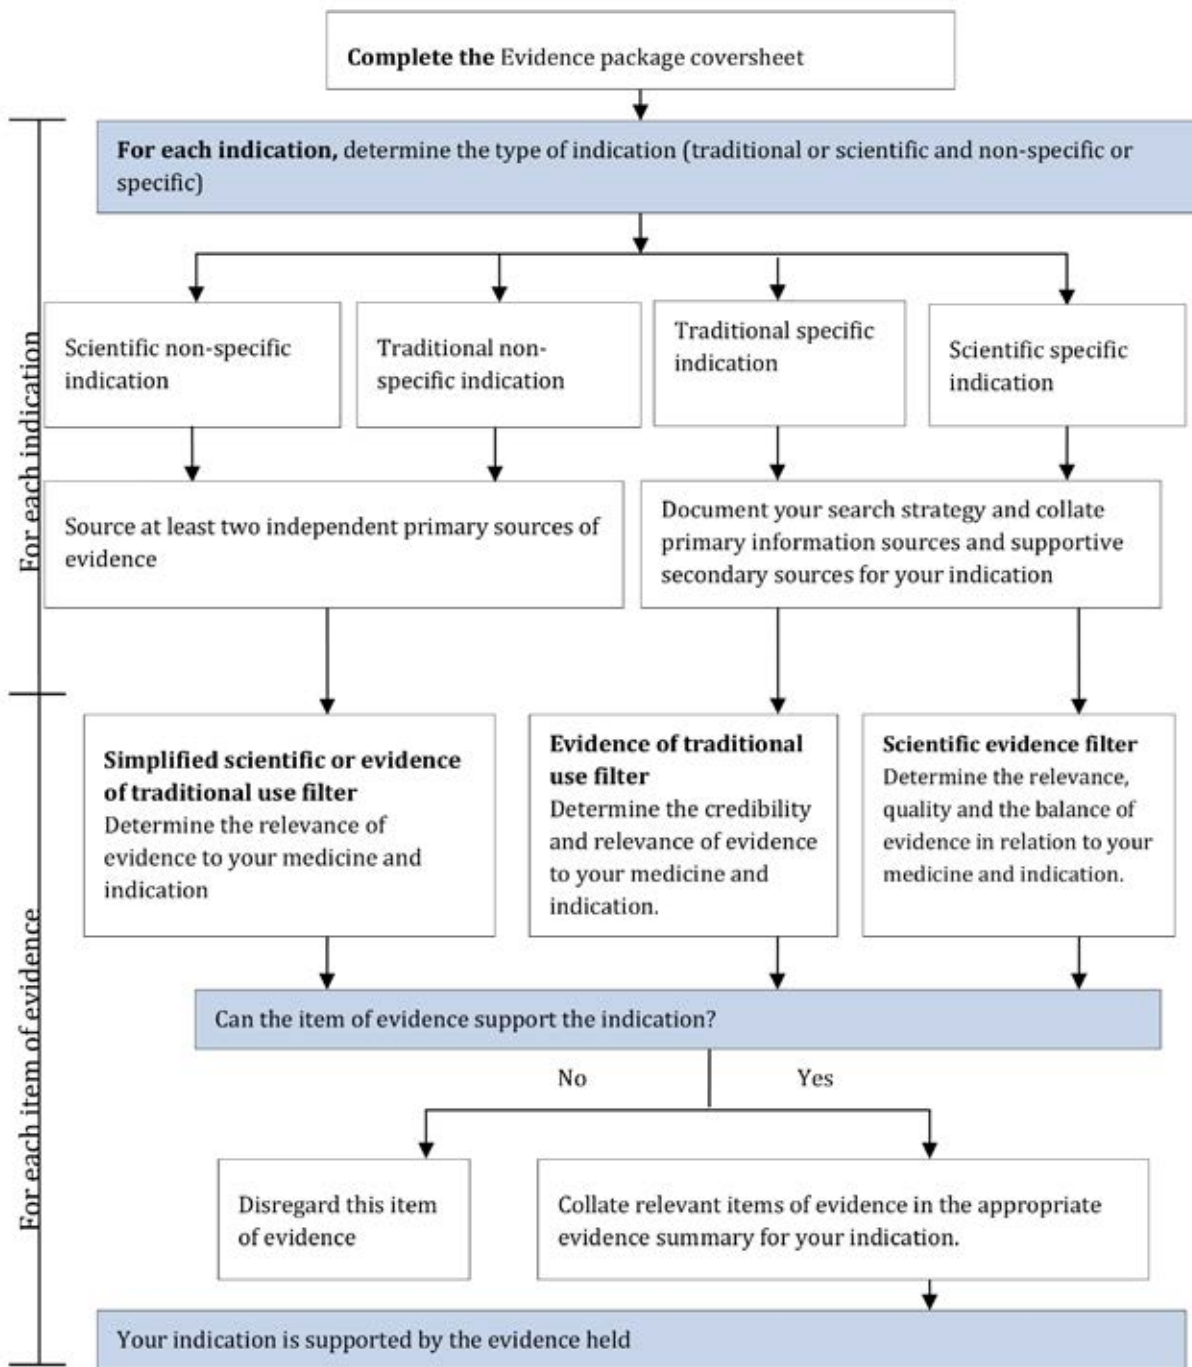 Complete the Evidence package coversheet
For each indication, determine the type of indication (traditional or scientific and non-specific or
specific)
Scientific non-specific
indication
Traditional non-
specific indication
Traditional specific
indication
Scientific specific
indication
For each indication
Source at least two independent primary sources of
evidence
Document your search strategy and collate
primary information sources and supportive
secondary sources for your indication
Simplified scientific or evidence
of traditional use filter
Determine the relevance of
evidence to your medicine and
indication
Evidence of traditional
use filter
Determine the credibility
and relevance of evidence
to your medicine and
indication.
Scientific evidence filter
Determine the relevance,
quality and the balance of
evidence in relation to your
medicine and indication.
For each item of evidence
Can the item of evidence support the indication?
No
Yes
Disregard this item
of evidence
Collate relevant items of evidence in the appropriate
evidence summary for your indication.
Your indication is supported by the evidence held